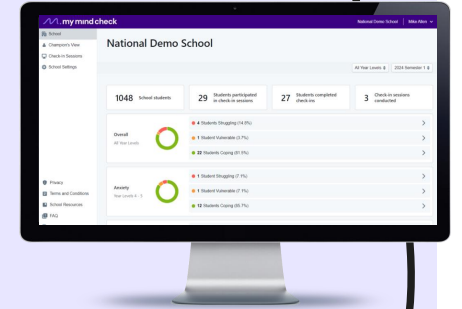 my mind check
National Demo School
Mike Allen
School
Champion's View
Check-in Sessions
School Settings
National Demo School
All Year Levels
2024 Semester 1
1048 School students
29 Students participated in check-in sessions
27 Students completed check-ins
3 Check-in sessions conducted
Overall
All Year Levels
4 Students Struggling (14.8%)
1 Student Vulnerable (3.7%)
22 Students Coping (81.5%)
Anxiety
Year Levels 4 - 6
1 Student Struggling (7.1%)
1 Student Vulnerable (7.1%)
12 Students Coping (85.7%)
Privacy
Terms and Conditions
School Resources
FAQ